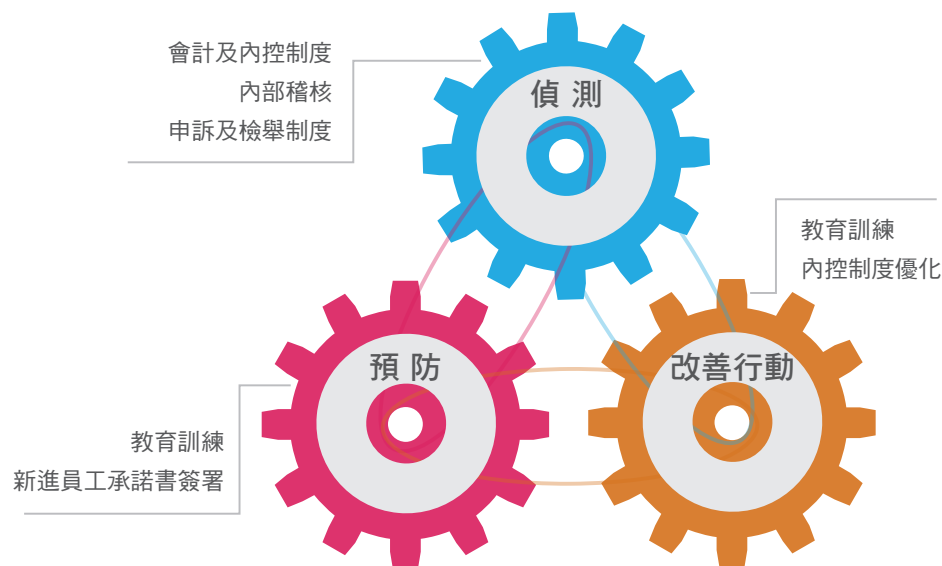 會計及內控制度
內部稽核
申訴及檢舉制度
偵測
教育訓練
內控制度優化
預防
改善行動
教育訓練
新進員工承諾書簽署